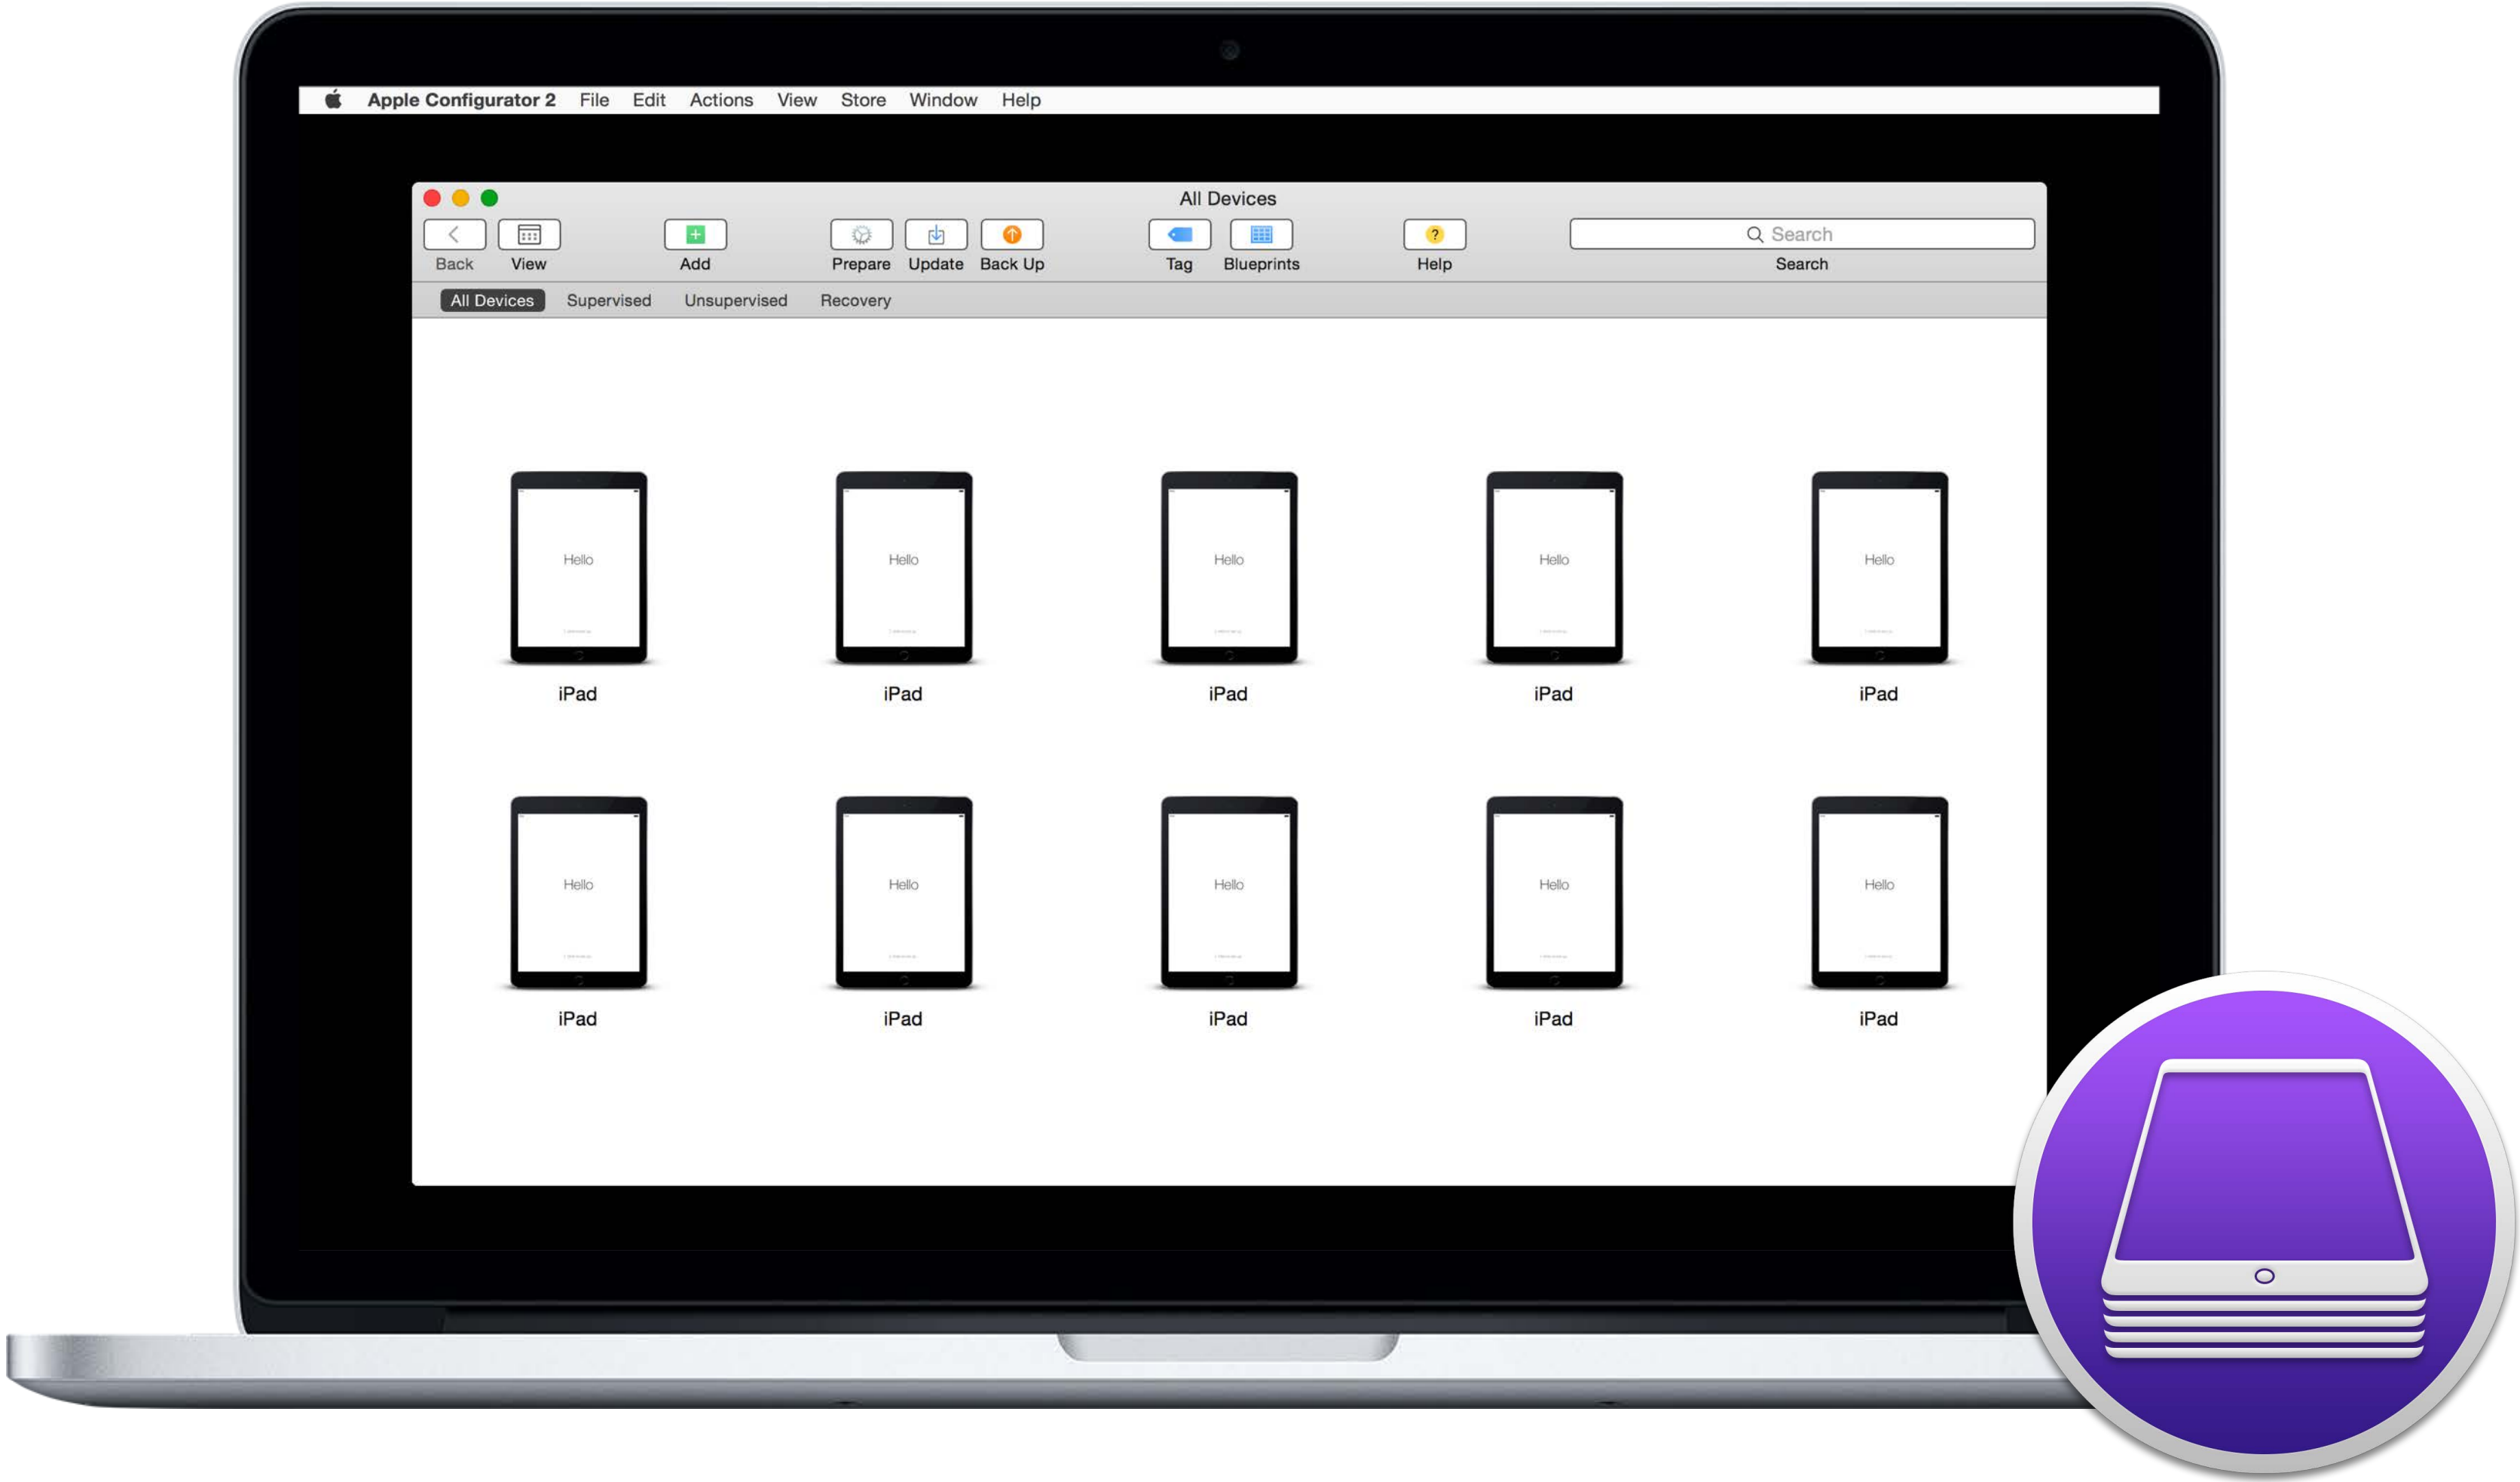 Apple Configurator 2 File Edit Actions View Store Window Help
All Devices
Search
Back View Add Prepare Update Back Up Tag Blueprints Help Search
All Devices Supervised Unsupervised Recovery
Hello Hello Hello Hello Hello
iPad iPad iPad iPad iPad
Hello Hello Hello Hello Hello
iPad iPad iPad iPad iPad